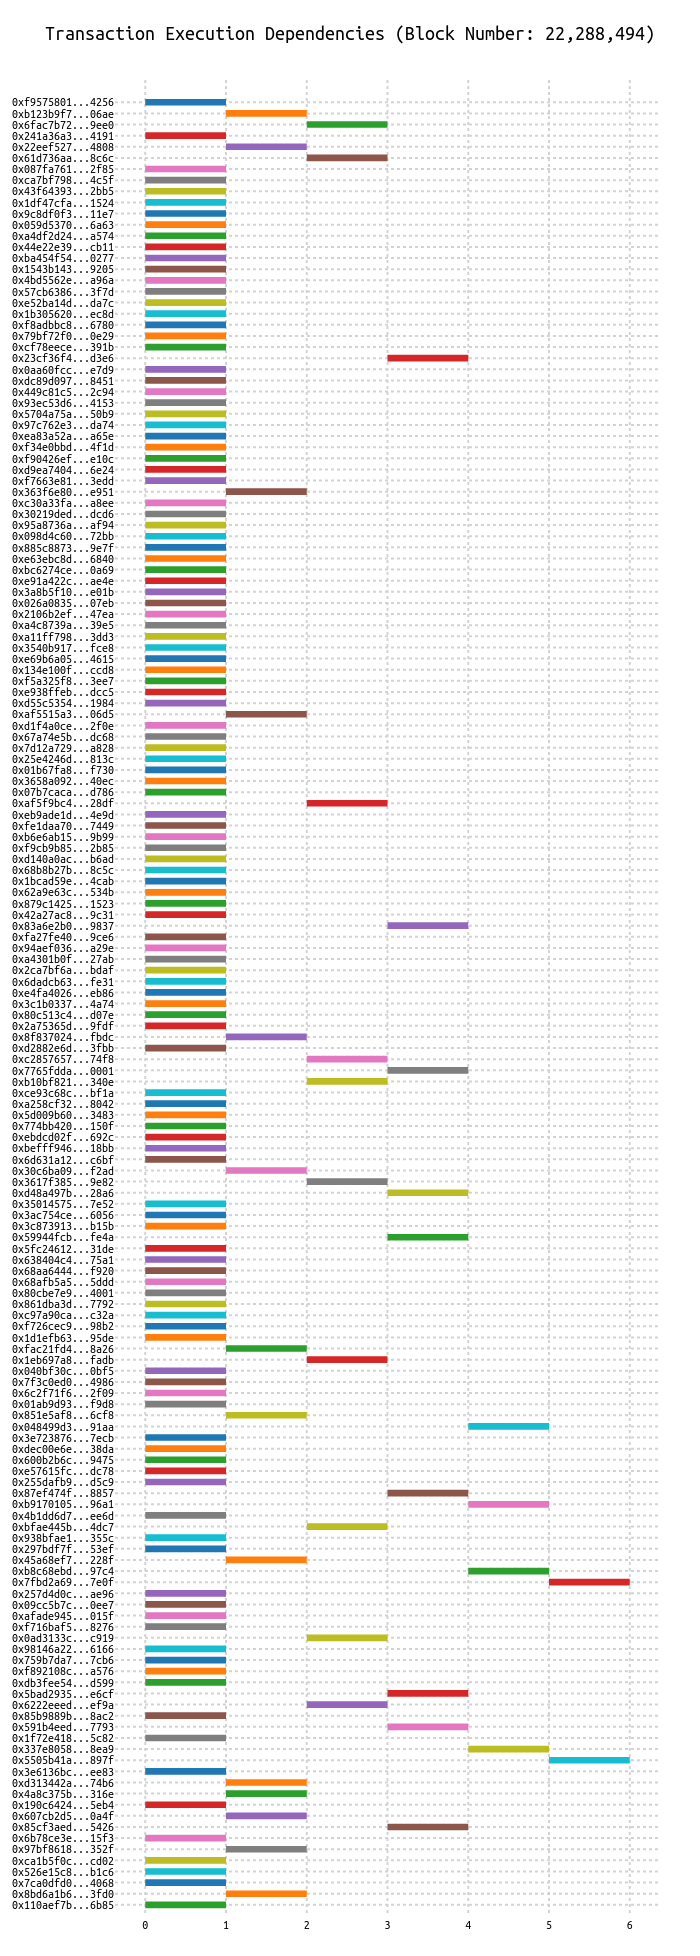 Transaction Execution Dependencies (Block Number: 22,288,494)
0xf9575801...4256
0xb123b9f7...06ae
0x6fac7b72...9ee0
0x241a36a3...4191
0x22eef527...4808
0x61d736aa...8c6c
0x087fa761...2f85
0xca7bf798...4c5f
0x43f64393...2bb5
0x1df47cfa...1524
0x9c8df0f3...11e7
0x059d5370...6a63
0xa4df2d24...a574
0x44e22e39...cb11
0xba454f54...0277
0x1543b143...9205
0x4bd5562e...a96a
0x57cb6386...3f7d
0xe52ba14d...da7c
0x1b305620...ec8d
0xf8adbbc8...6780
0x79bf72f0...0e29
0xcf78eece...391b
0x23cf36f4...d3e6
0x0aa60fcc...e7d9
0xdc89d097...8451
0x449c81c5...2c94
0x93ec53d6...4153
0x5704a75a...50b9
0x97c762e3...da74
0xea83a52a...a65e
0xf34e0bbd...4f1d
0xf90426ef...e10c
0xd9ea7404...6e24
0xf7663e81...3edd
0x363f6e80...e951
0xc30a33fa...a8ee
0x30219ded...dcd6
0x95a8736a...af94
0x098d4c60...72bb
0x885c8873...9e7f
0xe63ebc8d...6840
0xbc6274ce...0a69
0xe91a422c...ae4e
0x3a8b5f10...e01b
0x026a0835...07eb
0x2106b2ef...47ea
0xa4c8739a...39e5
0xa11ff798...3dd3
0x3540b917...fce8
0xe69b6a05...4615
0x134e100f...ccd8
0xf5a325f8...3ee7
0xe938ffeb...dcc5
0xd55c5354...1984
0xaf5515a3...06d5
0xd1f4a0ce...2f0e
0x67a74e5b...dc68
0x7d12a729...a828
0x25e4246d...813c
0x01b67fa8...f730
0x3658a092...40ec
0x07b7caca...d786
0xaf5f9bc4...28df
0xeb9ade1d...4e9d
0xfe1daa70...7449
0xb6e6ab15...9b99
0xf9cb9b85...2b85
0xd140a0ac...b6ad
0x68b8b27b...8c5c
0x1bcad59e...4cab
0x62a9e63c...534b
0x879c1425...1523
0x42a27ac8...9c31
0x83a6e2b0...9837
0xfa27fe40...9ce6
0x94aef036...a29e
0xa4301b0f...27ab
0x2ca7bf6a...bdaf
0x6dadcb63...fe31
0xe4fa4026...eb86
0x3c1b0337...4a74
0x80c513c4...d07e
0x2a75365d...9fdf
0x8f837024...fbdc
0xd2882e6d...3fbb
0xc2857657...74f8
0x7765fdda...0001
0xb10bf821...340e
0xce93c68c...bf1a
0xa258cf32...8042
0x5d009b60...3483
0x774bb420...150f
0xebdcd02f...692c
0xbefff946...18bb
0x6d631a12...c6bf
0x30c6ba09...f2ad
0x3617f385...9e82
0xd48a497b...28a6
0x35014575...7e52
0x3ac754ce...6056
0x3c873913...b15b
0x59944fcb...fe4a
0x5fc24612...31de
0x638404c4...75a1
0x68aa6444...f920
0x68afb5a5...5ddd
0x80cbe7e9...4001
0x861dba3d...7792
0xc97a90ca...c32a
0xf726cec9...98b2
0x1d1efb63...95de
0xfac21fd4...8a26
0x1eb697a8...fadb
0x040bf30c...0bf5
0x7f3c0ed0...4986
0x6c2f71f6...2f09
0x01ab9d93...f9d8
0x851e5af8...6cf8
0x048499d3...91aa
0x3e723876...7ecb
0xdec00e6e...38da
0x600b2b6c...9475
0xe57615fc...dc78
0x255dafb9...d5c9
0x87ef474f...8857
0xb9170105...96a1
0x4b1dd6d7...ee6d
0xbfae445b...4dc7
0x938bfae1...355c
0x297bdf7f...53ef
0x45a68ef7...228f
0xb8c68ebd...97c4
0x7fbd2a69...7e0f
0x257d4d0c...ae96
0x09cc5b7c...0ee7
0xafade945...015f
0xf716baf5...8276
0x0ad3133c...c919
0x98146a22...6166
0x759b7da7...7cb6
0xf892108c...a576
0xdb3fee54...d599
0x5bad2935...e6cf
0x6222eeed...ef9a
0x85b9889b...8ac2
0x591b4eed...7793
0x1f72e418...5c82
0x337e8058...8ea9
0x5505b41a...897f
0x3e6136bc...ee83
0xd313442a...74b6
0x4a8c375b...316e
0x190c6424...5eb4
0x607cb2d5...0a4f
0x85cf3aed...5426
0x6b78ce3e...15f3
0x97bf8618...352f
0xca1b5f0c...cd02
0x526e15c8...b1c6
0x7ca0dfd0...4068
0x8bd6a1b6...3fd0
0x110aef7b...6b85
0 1 2 3 4 5 6